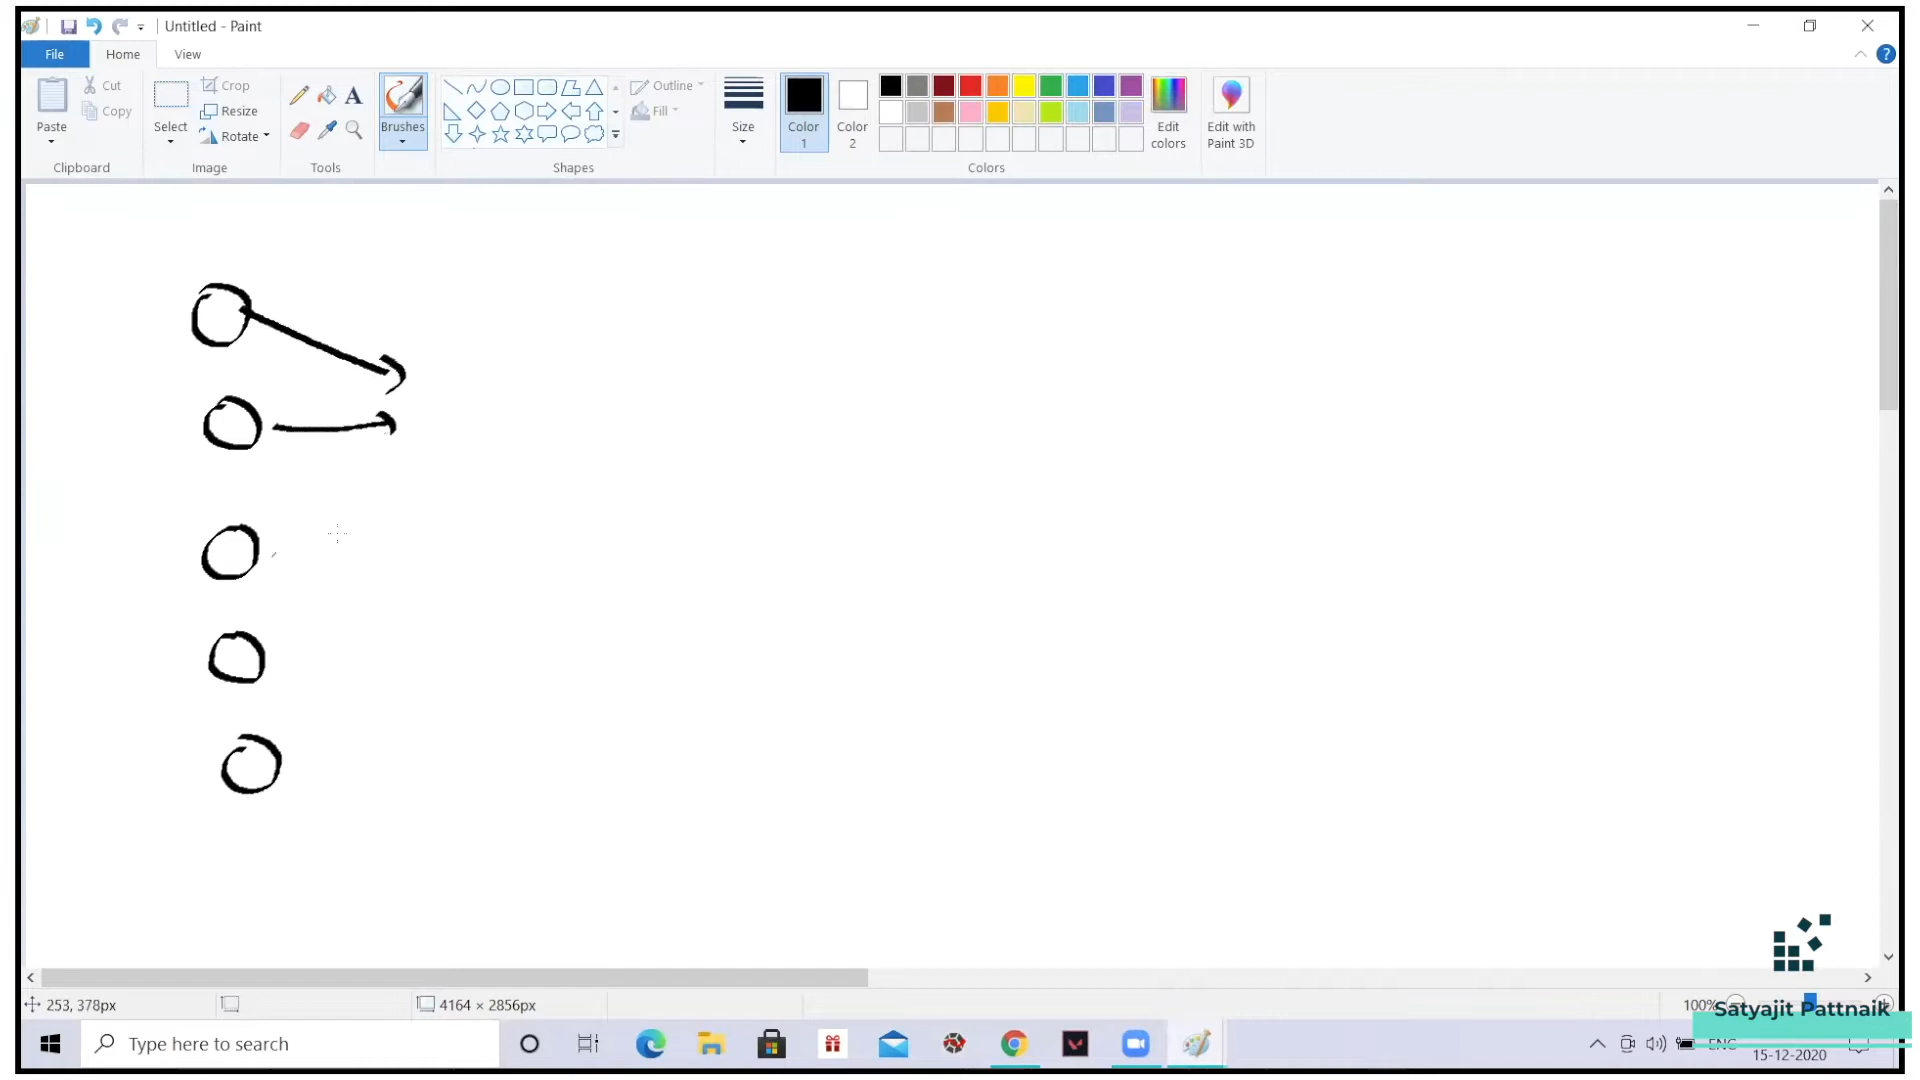 Untitled - Paint
File Home View
Paste
Cut
Copy
Clipboard
Select
Crop
Resize
Rotate
Image
Tools
Brushes
Shapes
Outline
Fill
Size
Color 1
Color 2
Colors
Edit colors
Edit with Paint 3D
253, 378px
4164 × 2856px
100%
Satyajit Pattnaik
Type here to search
ENG
15-12-2020